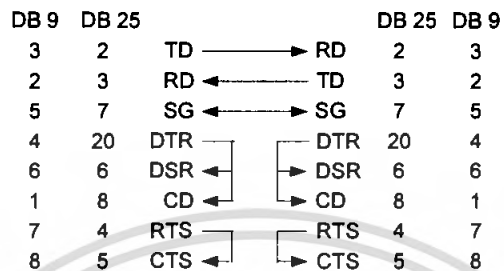 DB 9 DB 25 DB 25 DB 9
3 2 TD RD 2 3
2 3 RD TD 3 2
5 7 SG SG 7 5
4 20 DTR DTR 20 4
6 6 DSR DSR 6 6
1 8 CD CD 8 1
7 4 RTS RTS 4 7
8 5 CTS CTS 5 8